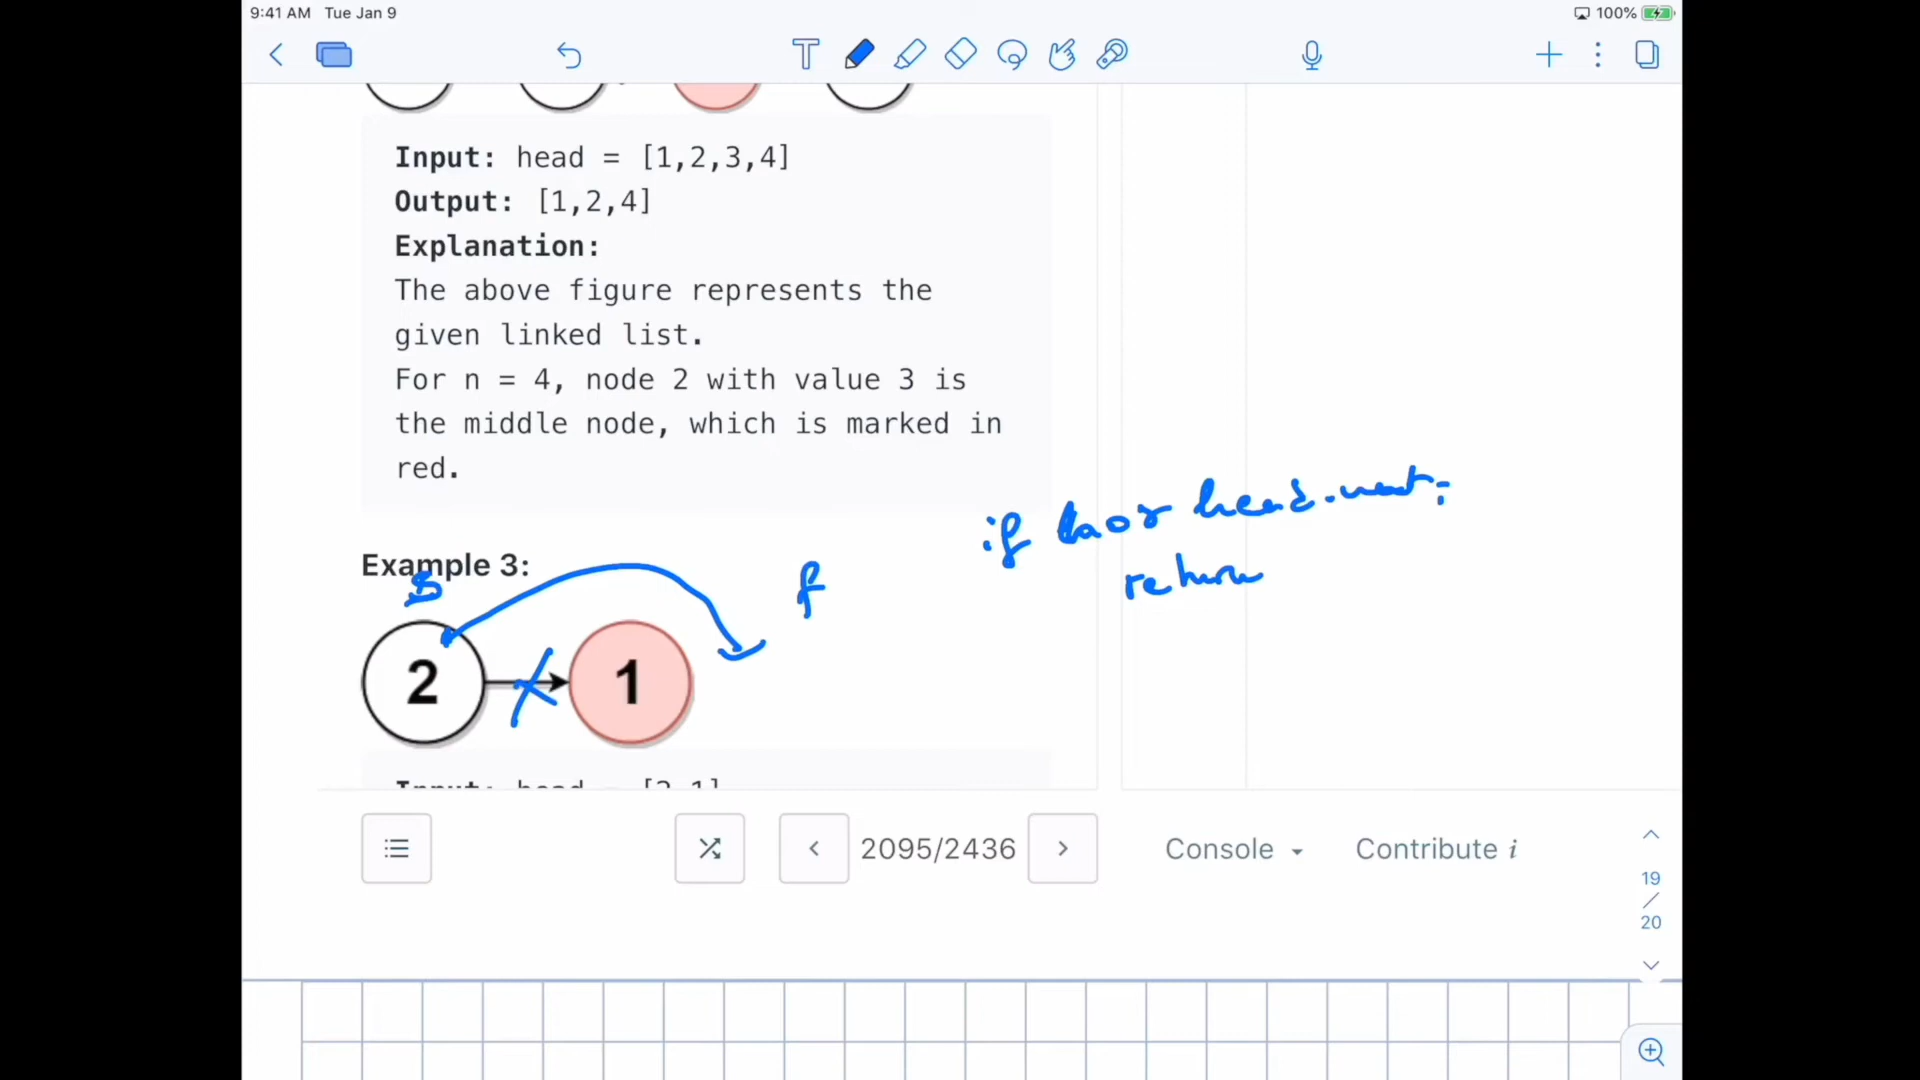 9:41 AM Tue Jan 9
100%
Input: head = [1,2,3,4]
Output: [1,2,4]
Explanation:
The above figure represents the
given linked list.
For n = 4, node 2 with value 3 is
the middle node, which is marked in
red.
if or head.next:
return
Example 3:
s
f
2 1
Input: head = [2,1]
2095/2436
Console
Contribute i
19
/
20